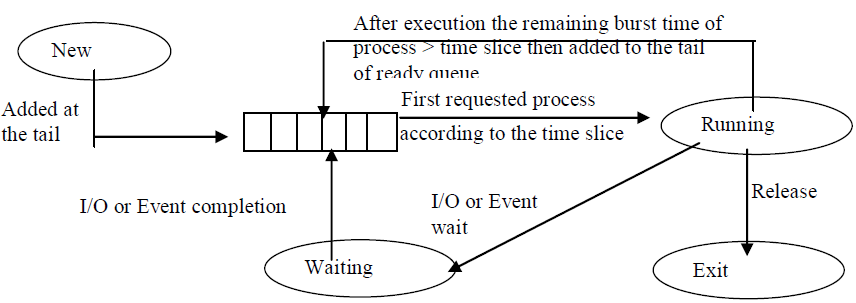 After execution the remaining burst time of
process > time slice then added to the tail
of ready queue
New
Added at
the tail
First requested process
according to the time slice
Running
I/O or Event completion
I/O or Event
wait
Release
Waiting
Exit